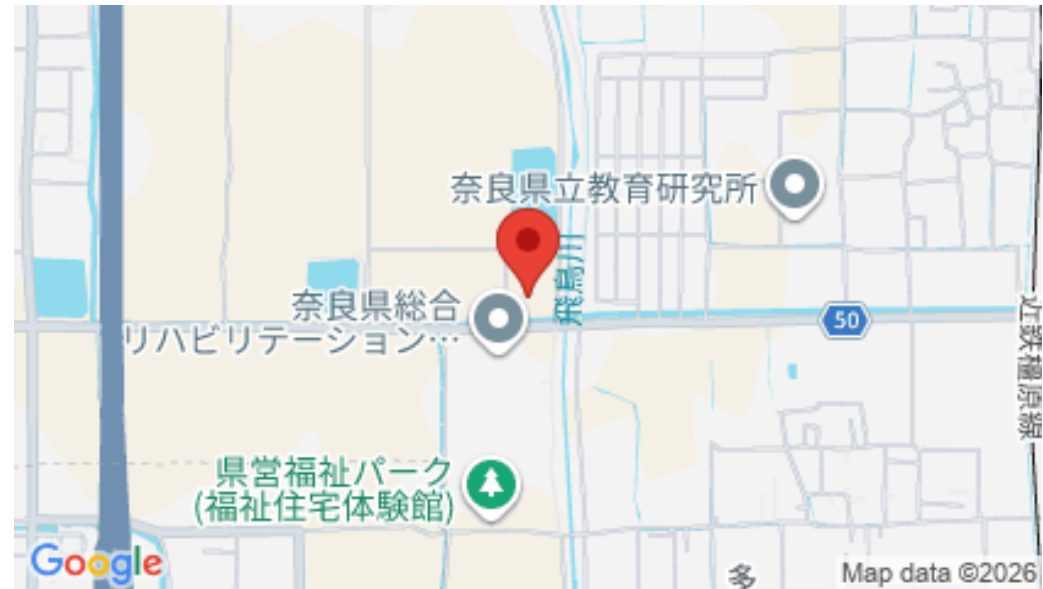 奈良県立教育研究所
飛鳥川
奈良県総合
リハビリテーション…
50
近鉄橿原線
県営福祉パーク
(福祉住宅体験館)
多
Google
Map data ©2026